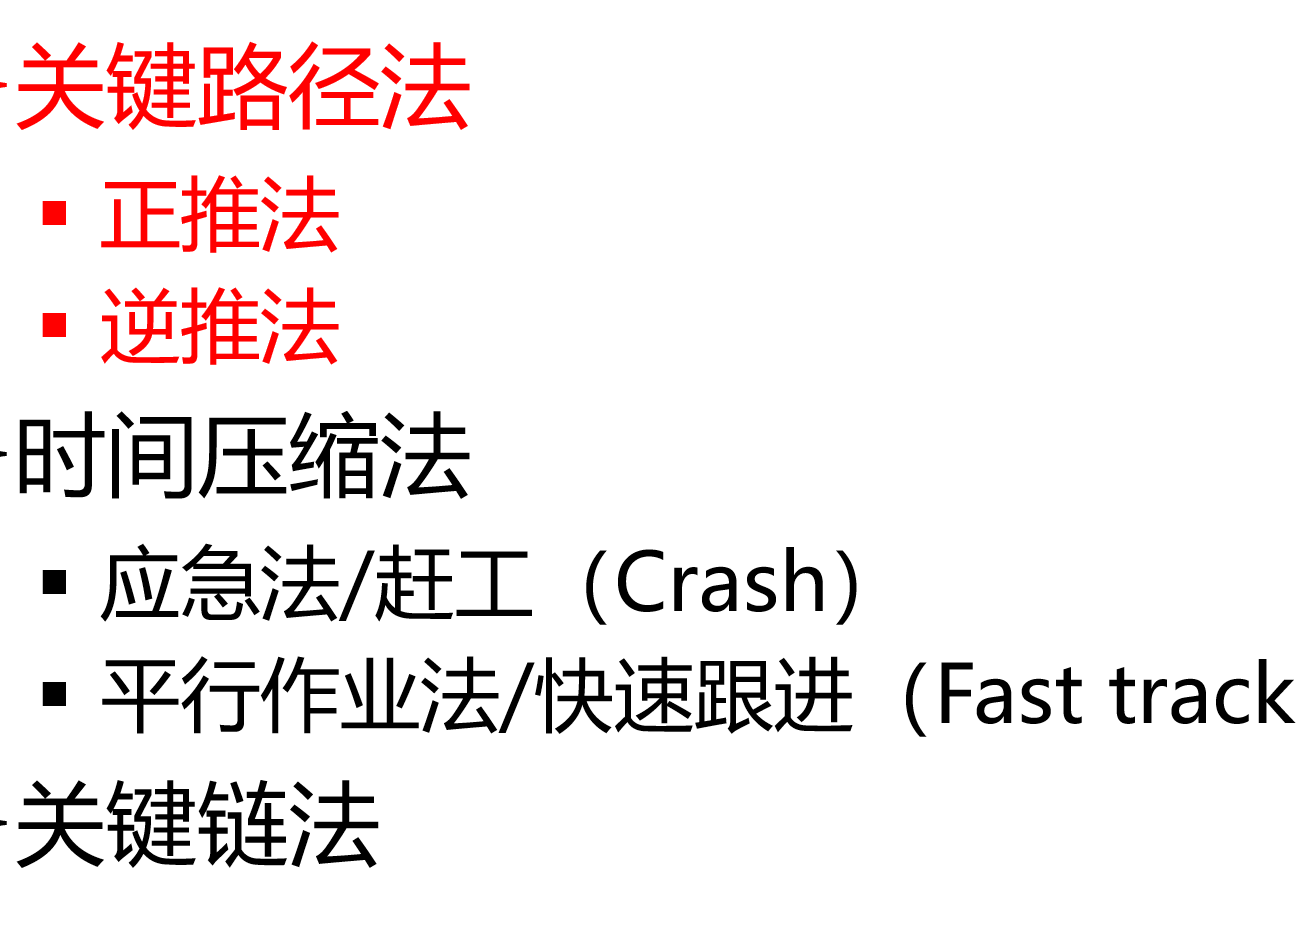 关键路径法
▪ 正推法
▪ 逆推法
时间压缩法
▪ 应急法/赶工（Crash）
▪ 平行作业法/快速跟进（Fast track
关键链法